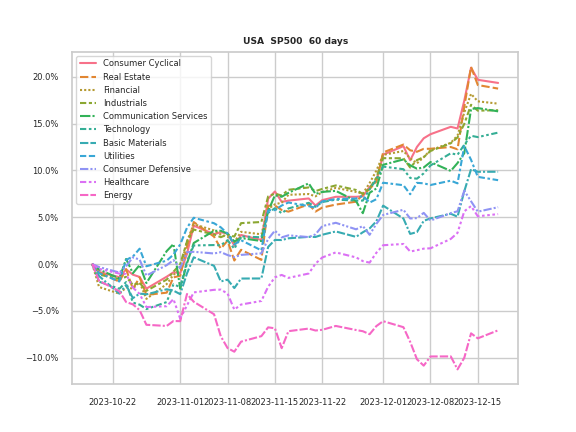 USA  SP500  60 days
Consumer Cyclical
Real Estate
Financial
Industrials
Communication Services
Technology
Basic Materials
Utilities
Consumer Defensive
Healthcare
Energy
20.0%
15.0%
10.0%
5.0%
0.0%
−5.0%
−10.0%
2023-10-22 2023-11-01 2023-11-08 2023-11-15 2023-11-22 2023-12-01 2023-12-08 2023-12-15